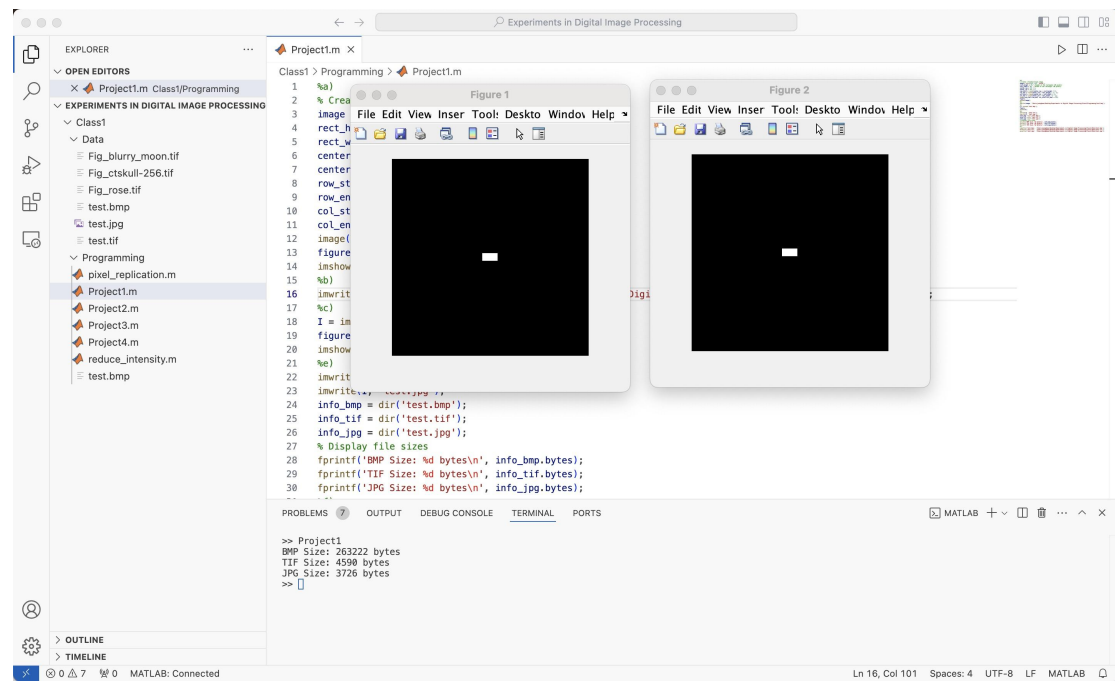 Experiments in Digital Image Processing
EXPLORER
OPEN EDITORS
Project1.m Class1/Programming
EXPERIMENTS IN DIGITAL IMAGE PROCESSING
Class1
Data
Fig_blurry_moon.tif
Fig_ctskull-256.tif
Fig_rose.tif
test.bmp
test.jpg
test.tif
Programming
pixel_replication.m
Project1.m
Project2.m
Project3.m
Project4.m
reduce_intensity.m
test.bmp
OUTLINE
TIMELINE
Project1.m
Class1 > Programming > Project1.m
1 %a)
2 % Crea
3 image
4 rect_h
5 rect_w
6 center
7 center
8 row_st
9 row_en
10 col_st
11 col_en
12 image(
13 figure
14 imshow
15 %b)
16 imwrit Digi ;
17 %c)
18 I = im
19 figure
20 imshow
21 %e)
22 imwrit
23 imwrite(I, 'test.jpg');
24 info_bmp = dir('test.bmp');
25 info_tif = dir('test.tif');
26 info_jpg = dir('test.jpg');
27 % Display file sizes
28 fprintf('BMP Size: %d bytes\n', info_bmp.bytes);
29 fprintf('TIF Size: %d bytes\n', info_tif.bytes);
30 fprintf('JPG Size: %d bytes\n', info_jpg.bytes);
Figure 1
File Edit View Inser Tools Deskto Window Help
Figure 2
File Edit View Inser Tools Deskto Window Help
PROBLEMS 7 OUTPUT DEBUG CONSOLE TERMINAL PORTS
MATLAB
>> Project1
BMP Size: 263222 bytes
TIF Size: 4590 bytes
JPG Size: 3726 bytes
>>
0 7 0 MATLAB: Connected
Ln 16, Col 101 Spaces: 4 UTF-8 LF MATLAB